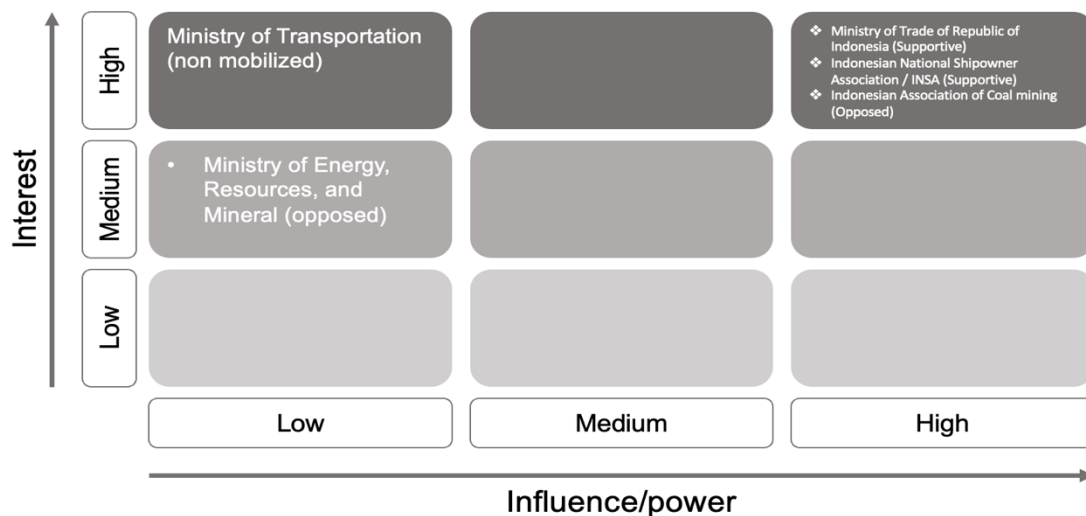 Interest
High
Ministry of Transportation
(non mobilized)
❖ Ministry of Trade of Republic of
Indonesia (Supportive)
❖ Indonesian National Shipowner
Association / INSA (Supportive)
❖ Indonesian Association of Coal mining
(Opposed)
Medium
• Ministry of Energy,
Resources, and
Mineral (opposed)
Low
Low
Medium
High
Influence/power